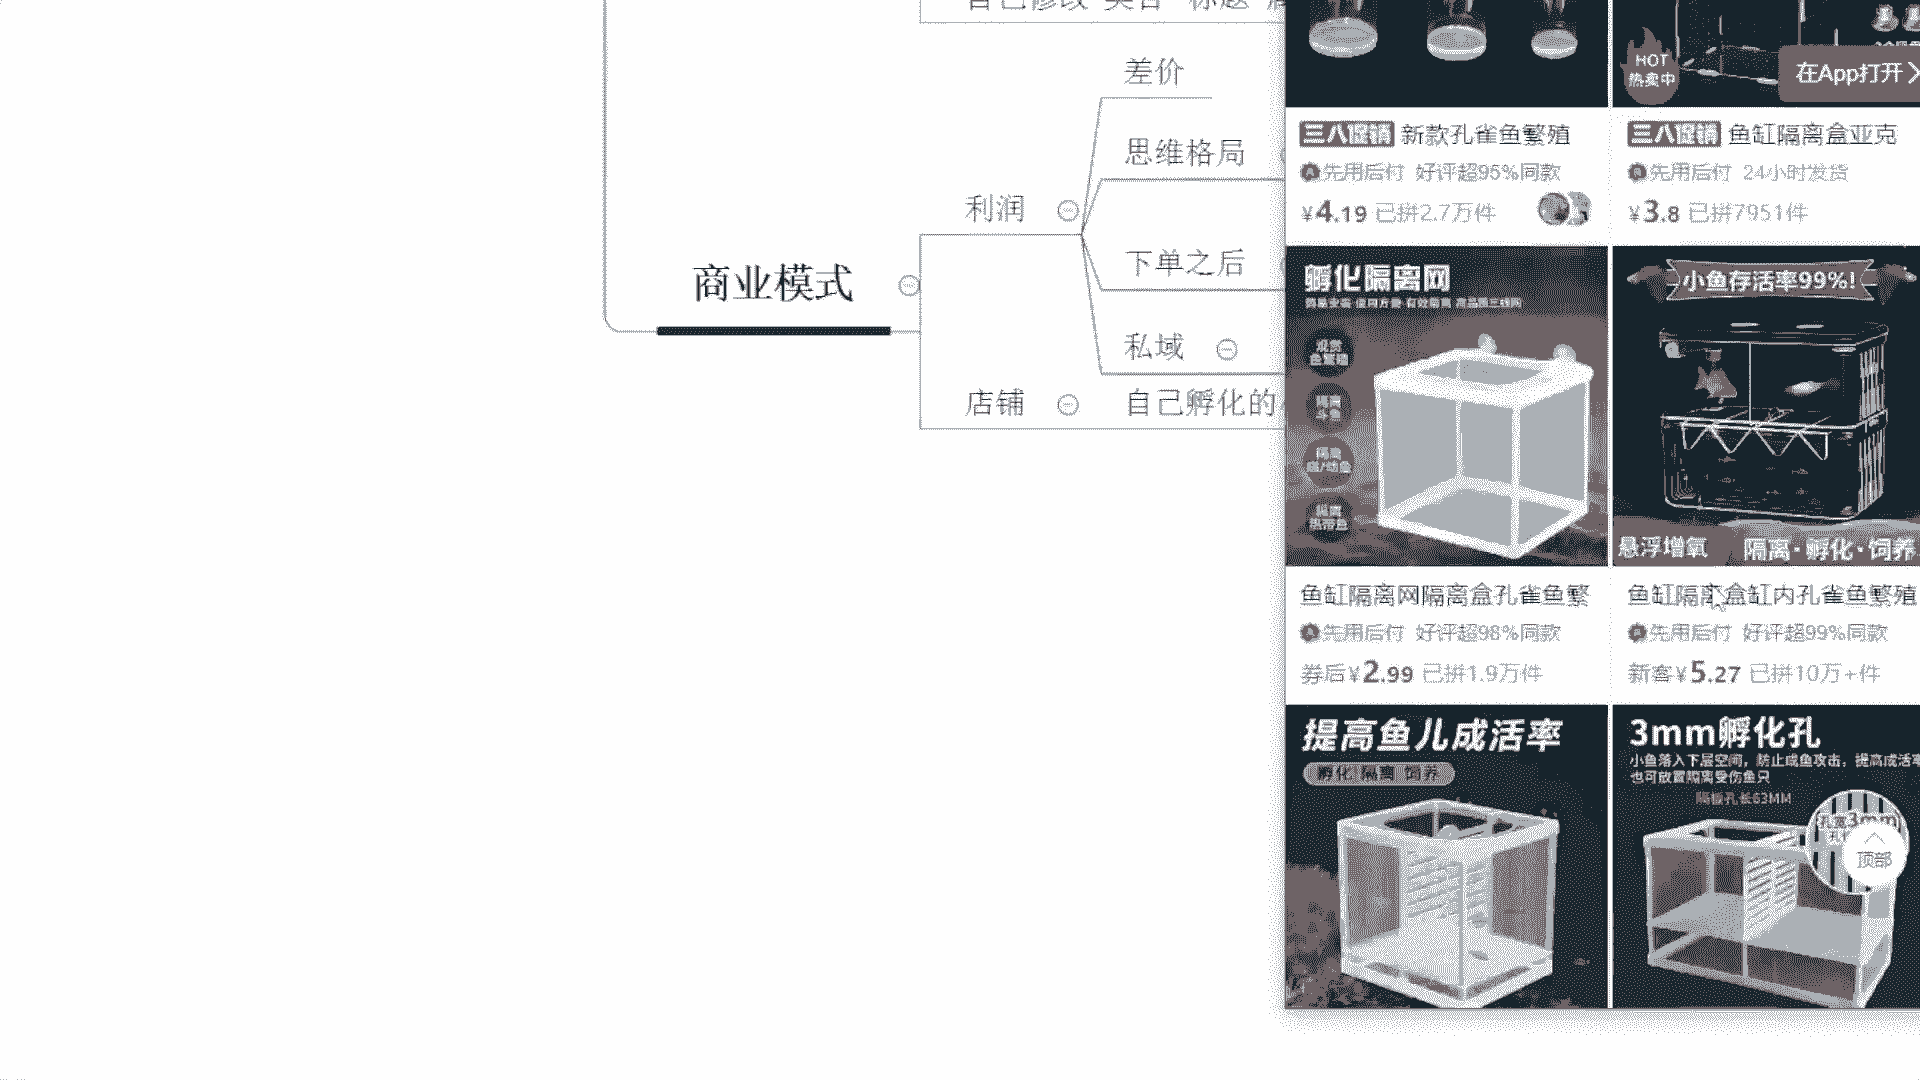 自己修改 美合 标题
差价
思维格局
利润
下单之后
商业模式
私域
店铺
自己孵化的
HOT
热卖中
在App打开
三八促销 新款孔雀鱼繁殖
先用后付 好评超95%同款
¥4.19 已拼2.7万件
三八促销 鱼缸隔离盒亚克
先用后付 24小时发货
¥3.8 已拼7951件
孵化隔离网
观赏
鱼繁殖
隔离
斗鱼
隔离
隔离
热带鱼
鱼缸隔离网隔离盒孔雀鱼繁
先用后付 好评超98%同款
券后¥2.99 已拼1.9万件
小鱼存活率99%!
悬浮增氧
隔离·孵化·饲养
鱼缸隔离盒缸内孔雀鱼繁殖
先用后付 好评超99%同款
新客¥5.27 已拼10万+件
提高鱼儿成活率
孵化 隔离 饲养
3mm孵化孔
小鱼落入下层空间，防止成鱼攻击，提高成活率
也可放置隔离受伤鱼只
隔板孔长63MM
顶部